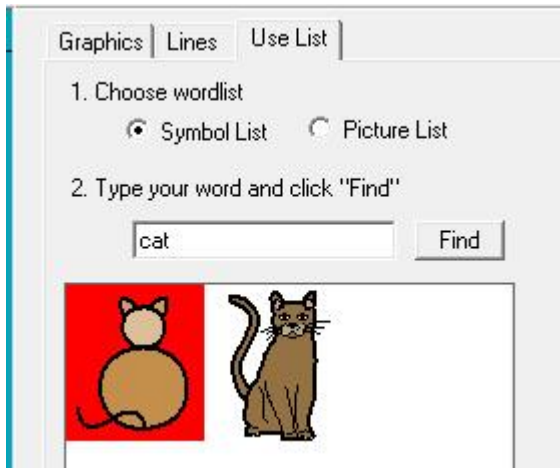 Graphics Lines Use List
1. Choose wordlist
Symbol List Picture List
2. Type your word and click "Find"
cat Find